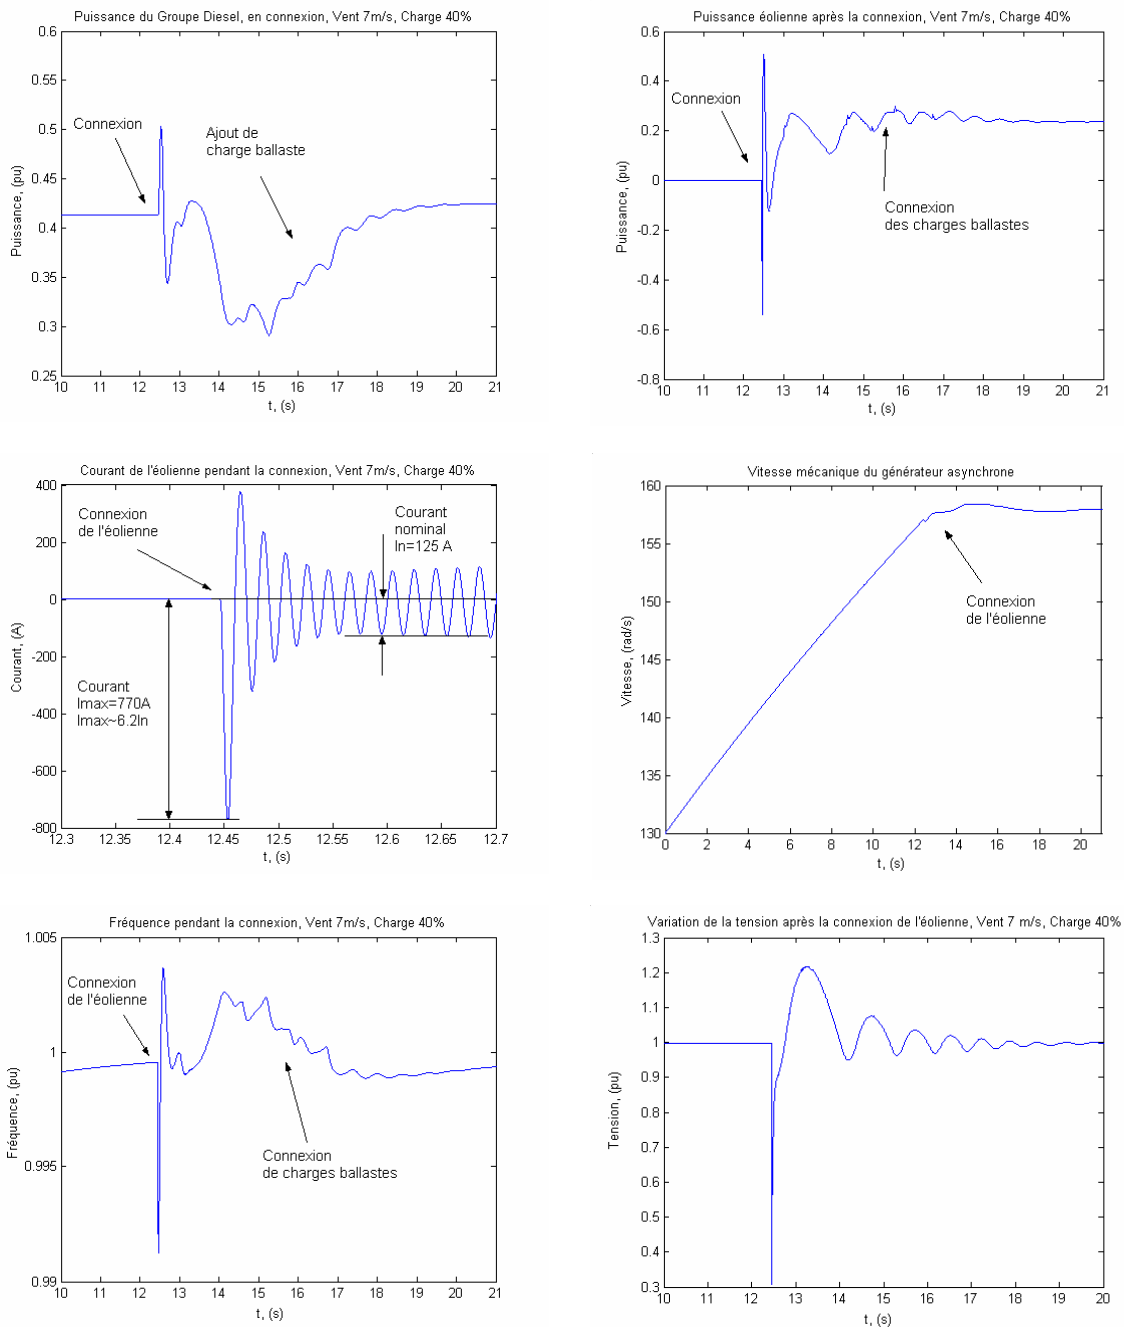 Puissance du Groupe Diesel, en connexion, Vent 7m/s, Charge 40%
0.6
0.55
0.5
0.45
0.4
0.35
0.3
0.25
Puissance, (pu)
Connexion
Ajout de
charge ballaste
10 11 12 13 14 15 16 17 18 19 20 21
t, (s)
Puissance éolienne après la connexion, Vent 7m/s, Charge 40%
0.6
0.4
0.2
0
-0.2
-0.4
-0.6
-0.8
Puissance, (pu)
Connexion
Connexion
des charges ballastes
10 11 12 13 14 15 16 17 18 19 20 21
t, (s)
Courant de l'éolienne pendant la connexion, Vent 7m/s, Charge 40%
400
200
0
-200
-400
-600
-800
Courant, (A)
Connexion
de l'éolienne
Courant
nominal
In=125 A
Courant
Imax=770A
Imax~6.2In
12.3 12.35 12.4 12.45 12.5 12.55 12.6 12.65 12.7
t, (s)
Vitesse mécanique du générateur asynchrone
160
155
150
145
140
135
130
Vitesse, (rad/s)
Connexion
de l'éolienne
0 2 4 6 8 10 12 14 16 18 20
t, (s)
Fréquence pendant la connexion, Vent 7m/s, Charge 40%
1.005
1
0.995
0.99
Fréquence, (pu)
Connexion
de l'éolienne
Connexion
de charges ballastes
10 11 12 13 14 15 16 17 18 19 20 21
t, (s)
Variation de la tension après la connexion de l'éolienne, Vent 7 m/s, Charge 40%
1.3
1.2
1.1
1
0.9
0.8
0.7
0.6
0.5
0.4
0.3
Tension, (pu)
10 11 12 13 14 15 16 17 18 19 20
t, (s)